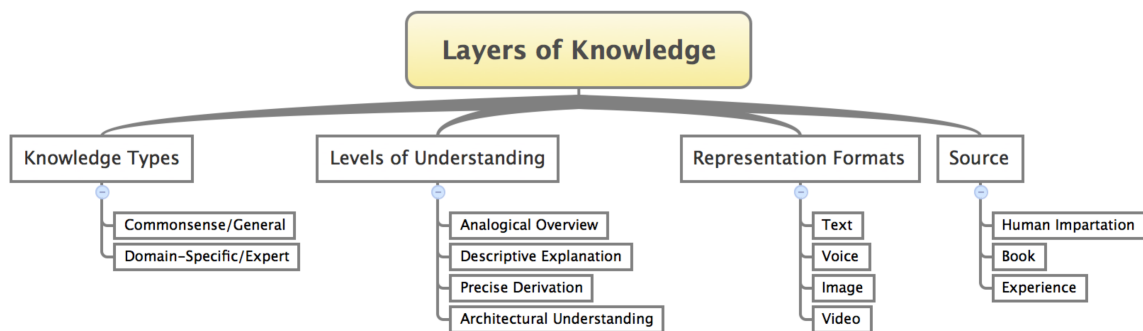 Layers of Knowledge
Knowledge Types
Commonsense/General
Domain-Specific/Expert
Levels of Understanding
Analogical Overview
Descriptive Explanation
Precise Derivation
Architectural Understanding
Representation Formats
Text
Voice
Image
Video
Source
Human Impartation
Book
Experience